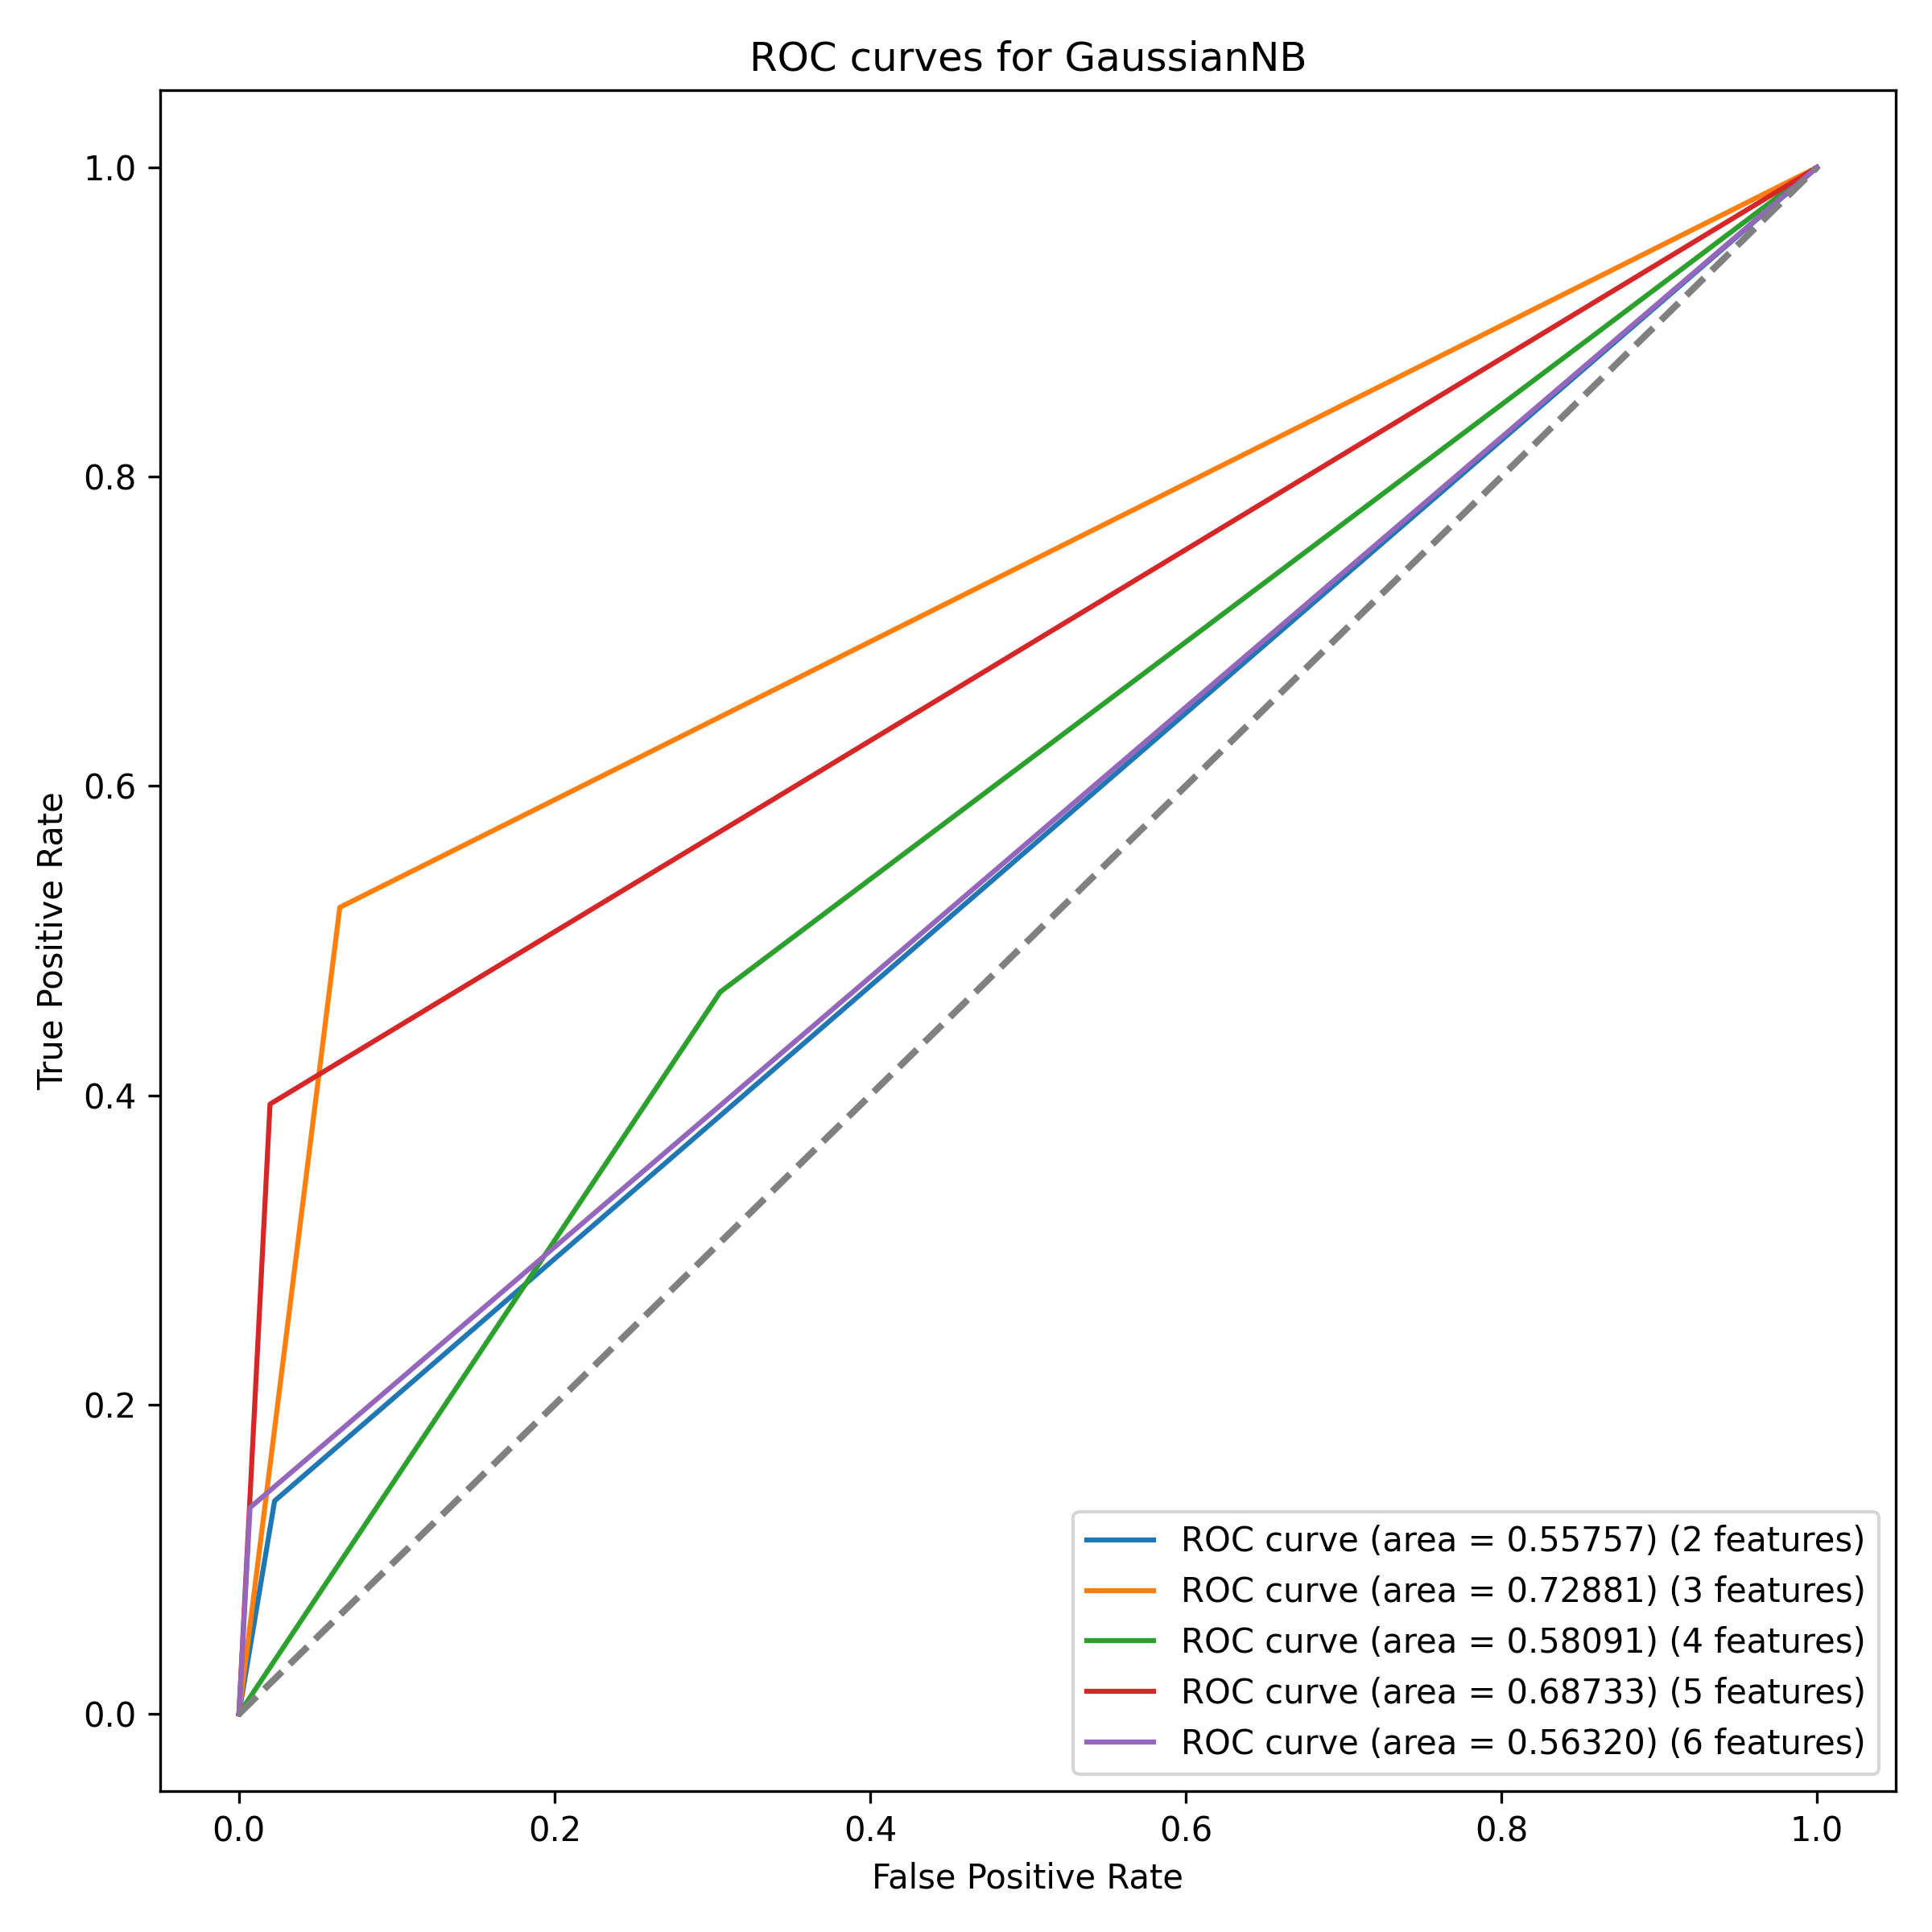 ROC curves for GaussianNB
True Positive Rate
1.0
0.8
0.6
0.4
0.2
0.0
ROC curve (area = 0.55757) (2 features)
ROC curve (area = 0.72881) (3 features)
ROC curve (area = 0.58091) (4 features)
ROC curve (area = 0.68733) (5 features)
ROC curve (area = 0.56320) (6 features)
0.0 0.2 0.4 0.6 0.8 1.0
False Positive Rate